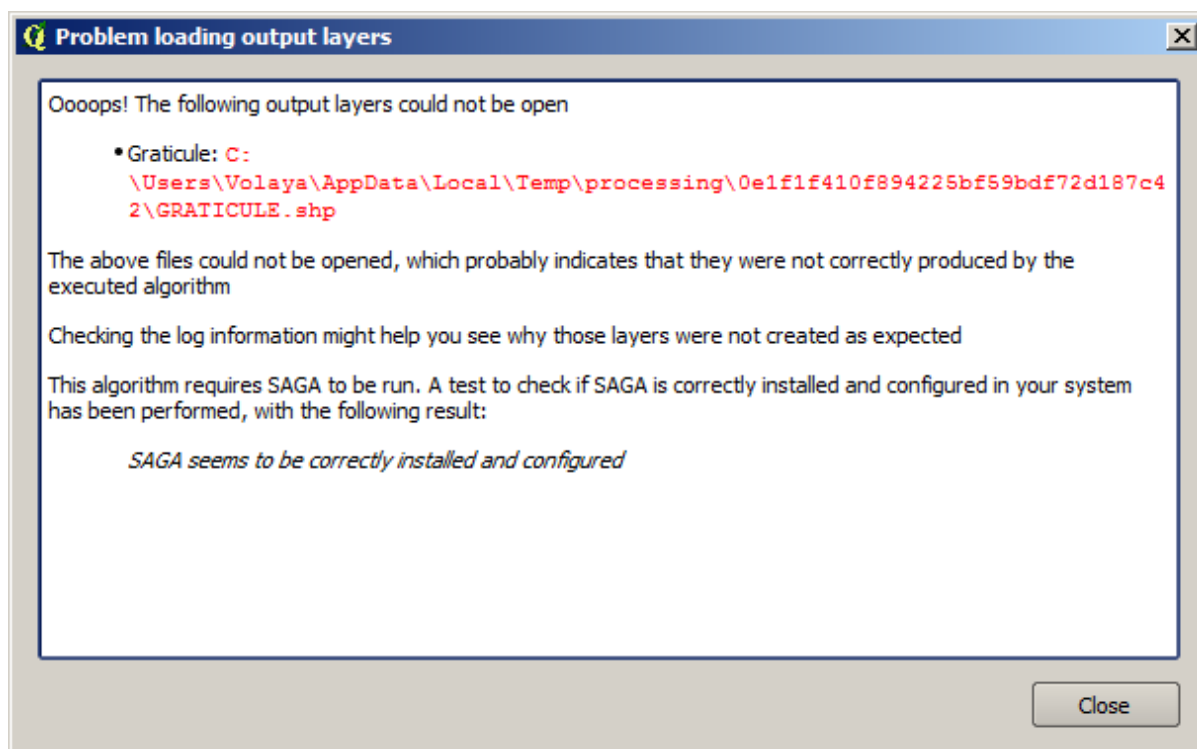 Problem loading output layers
Oooops! The following output layers could not be open
• Graticule: C:
\Users\Volaya\AppData\Local\Temp\processing\0e1f1f410f894225bf59bdf72d187c4
2\GRATICULE.shp
The above files could not be opened, which probably indicates that they were not correctly produced by the
executed algorithm
Checking the log information might help you see why those layers were not created as expected
This algorithm requires SAGA to be run. A test to check if SAGA is correctly installed and configured in your system
has been performed, with the following result:
SAGA seems to be correctly installed and configured
Close